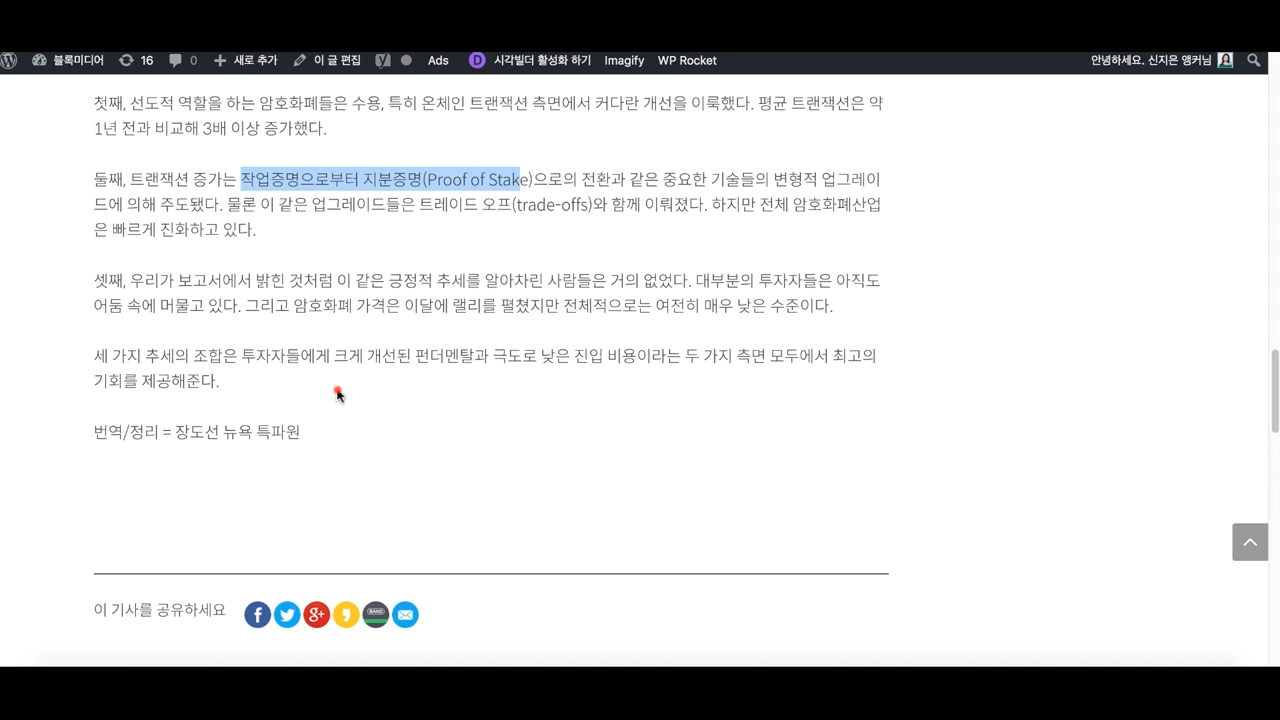 블록미디어 16 0 새로 추가 이 글 편집 Ads D 시각빌더 활성화 하기 Imagify WP Rocket 안녕하세요. 신지은 앵커님
첫째, 선도적 역할을 하는 암호화폐들은 수용, 특히 온체인 트랜잭션 측면에서 커다란 개선을 이룩했다. 평균 트랜잭션은 약
1년 전과 비교해 3배 이상 증가했다.
둘째, 트랜잭션 증가는 작업증명으로부터 지분증명(Proof of Stake)으로의 전환과 같은 중요한 기술들의 변형적 업그레이
드에 의해 주도됐다. 물론 이 같은 업그레이드들은 트레이드 오프(trade-offs)와 함께 이뤄졌다. 하지만 전체 암호화폐산업
은 빠르게 진화하고 있다.
셋째, 우리가 보고서에서 밝힌 것처럼 이 같은 긍정적 추세를 알아차린 사람들은 거의 없었다. 대부분의 투자자들은 아직도
어둠 속에 머물고 있다. 그리고 암호화폐 가격은 이달에 랠리를 펼쳤지만 전체적으로는 여전히 매우 낮은 수준이다.
세 가지 추세의 조합은 투자자들에게 크게 개선된 펀더멘탈과 극도로 낮은 진입 비용이라는 두 가지 측면 모두에서 최고의
기회를 제공해준다.
번역/정리 = 장도선 뉴욕 특파원
이 기사를 공유하세요 f g+ BAND